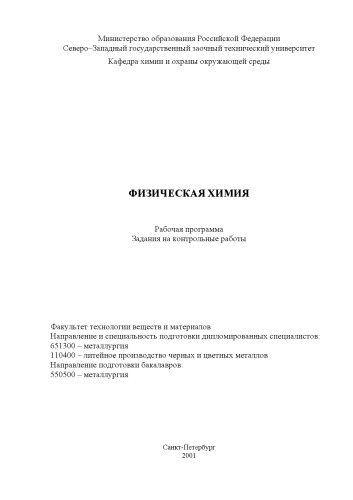 Министерство образования Российской Федерации
Северо–Западный государственный заочный технический университет
Кафедра химии и охраны окружающей среды
ФИЗИЧЕСКАЯ ХИМИЯ
Рабочая программа
Задания на контрольные работы
Факультет технологии веществ и материалов
Направление и специальность подготовки дипломированных специалистов:
651300 – металлургия
110400 – литейное производство черных и цветных металлов
Направление подготовки бакалавров:
550500 – металлургия
Санкт-Петербург
2001